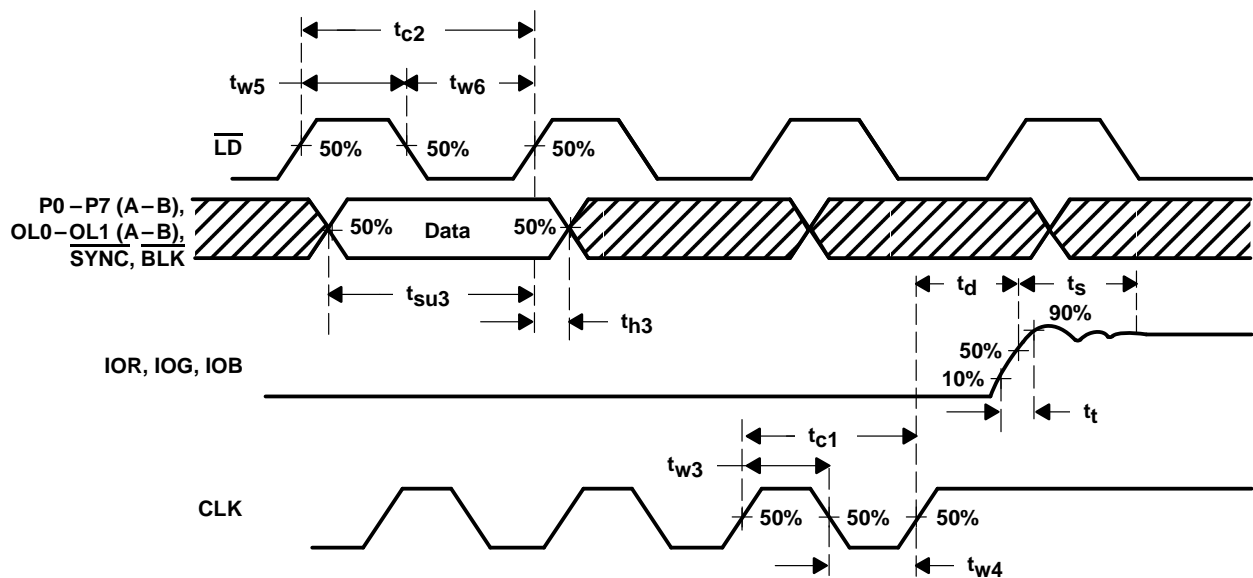 tc2
tw5
tw6
LD
50%
50%
50%
P0 – P7 (A – B),
OL0 – OL1 (A – B),
SYNC, BLK
50%
Data
50%
tsu3
th3
td
ts
90%
50%
10%
IOR, IOG, IOB
tt
tc1
tw3
CLK
50%
50%
50%
tw4